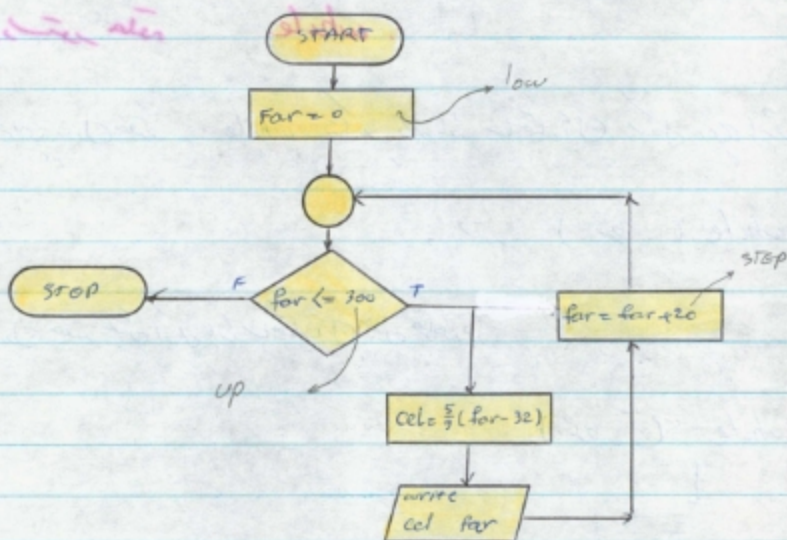 START
Far = 0
low
far <= 300
F
T
STOP
up
far = far + 20
STEP
Cel = 5/9 (far - 32)
write
cel far